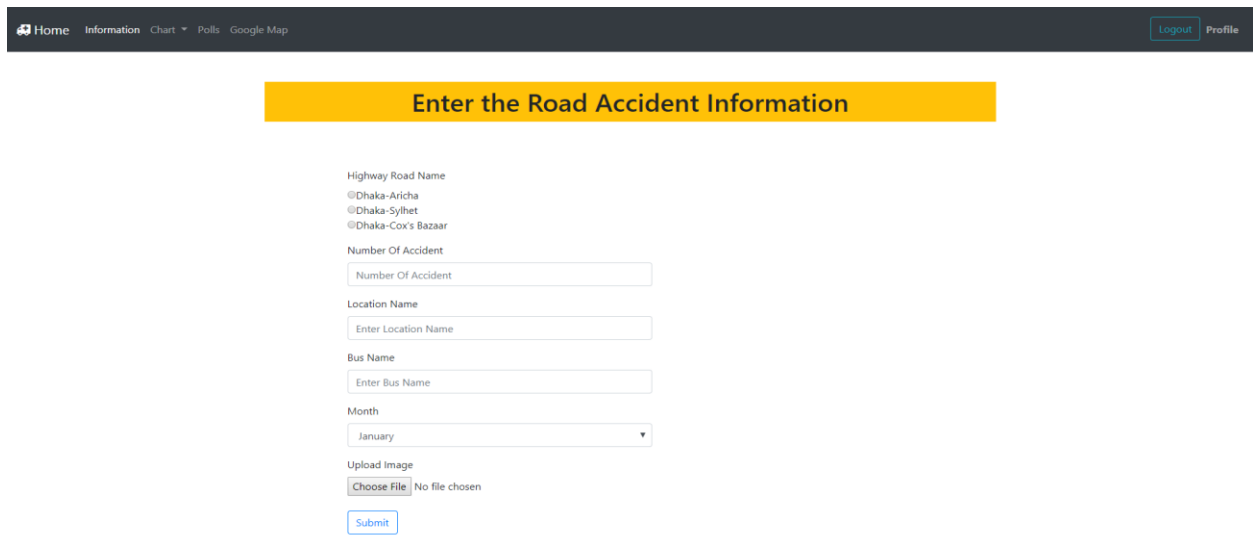 Home Information Chart Polls Google Map Logout Profile
Enter the Road Accident Information
Highway Road Name
Dhaka-Aricha
Dhaka-Sylhet
Dhaka-Cox's Bazaar
Number Of Accident
Number Of Accident
Location Name
Enter Location Name
Bus Name
Enter Bus Name
Month
January
Upload Image
Choose File No file chosen
Submit